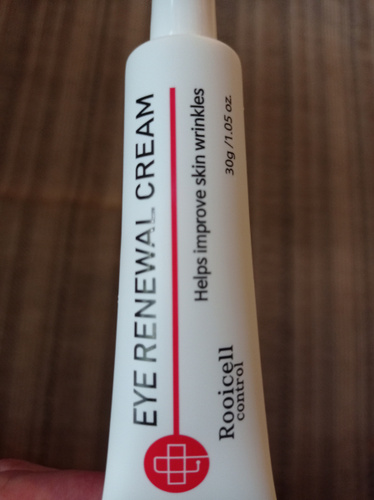 EYE RENEWAL CREAM
Helps improve skin wrinkles
30g /1.05 oz.
Rooicell
control